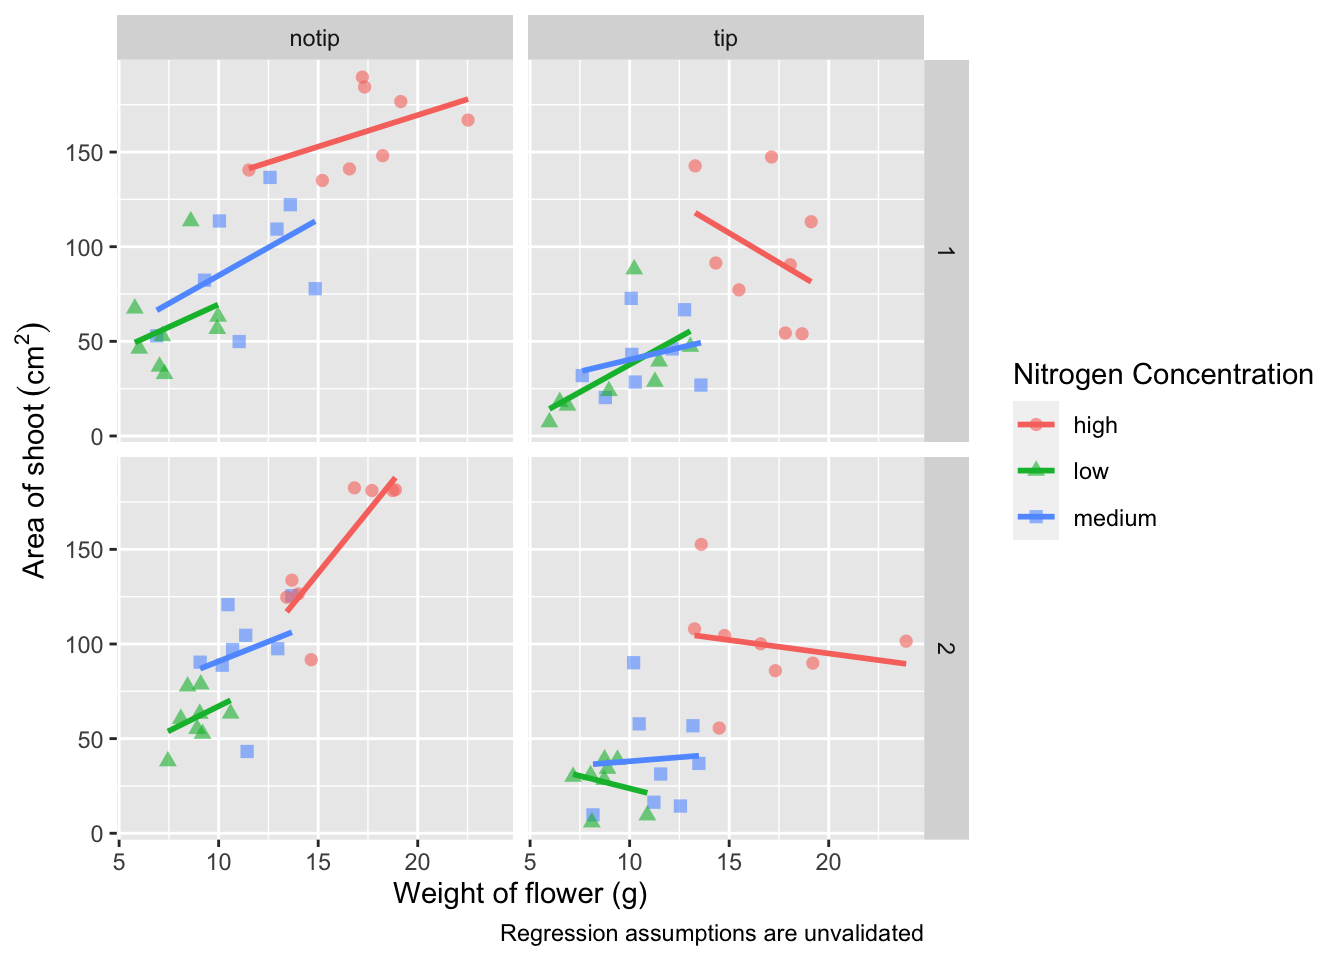 notip
tip
150
100
50
0
1
150
100
50
0
2
5 10 15 20
5 10 15 20
Area of shoot (cm²)
Weight of flower (g)
Regression assumptions are unvalidated
Nitrogen Concentration
high
low
medium